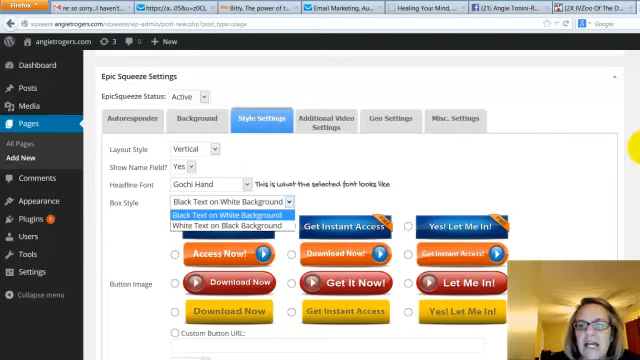 Firefox
re: so sorry...I haven't...
https://a...05&u=z0CL
Bitly. The power of t...
Email Marketing, Au...
Healing Your Mind, ...
Angie Tonini-R...
(2X) JVZoo Of The D...
squeeze.angietrogers.com/squeeze/wp-admin/post-new.php?post_type=page
Google
angietrogers.com
3
0
New
Dashboard
Posts
Media
Pages
All Pages
Add New
Comments
Appearance
Plugins
Users
Tools
Settings
Collapse menu
Epic Squeeze Settings
EpicSqueeze Status:
Active
Autoresponder
Background
Style Settings
Additional Video
Settings
Geo Settings
Misc. Settings
Layout Style
Vertical
Show Name Field?
Yes
Headline Font
Gochi Hand
This is what the selected font looks like
Box Style
Black Text on White Background
Black Text on White Background
White Text on Black Background
Get Instant Access
Yes! Let Me In!
Access Now!
Download Now!
Get Instant Access!
Button Image
Download Now
Get It Now!
Let Me In!
Download Now
Get Instant Access
Yes! Let Me In!
Custom Button URL: